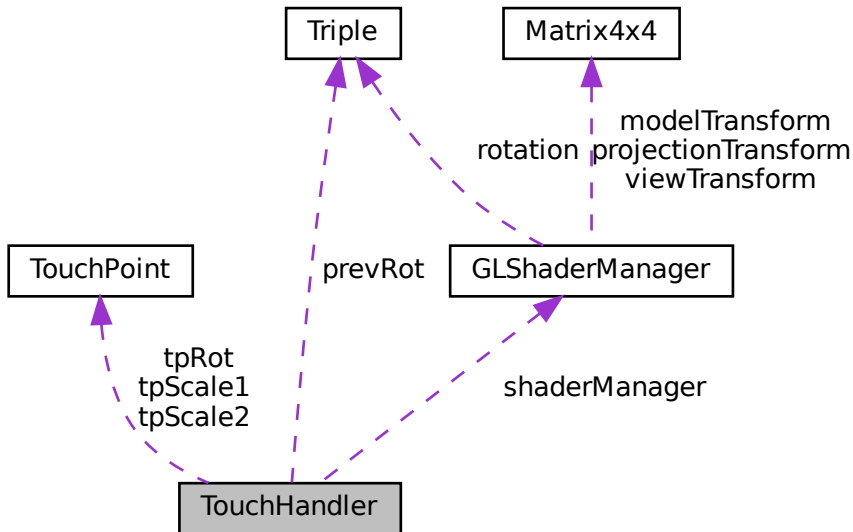 Triple
Matrix4x4
modelTransform
rotation
projectionTransform
viewTransform
TouchPoint
prevRot
GLShaderManager
tpRot
tpScale1
tpScale2
shaderManager
TouchHandler